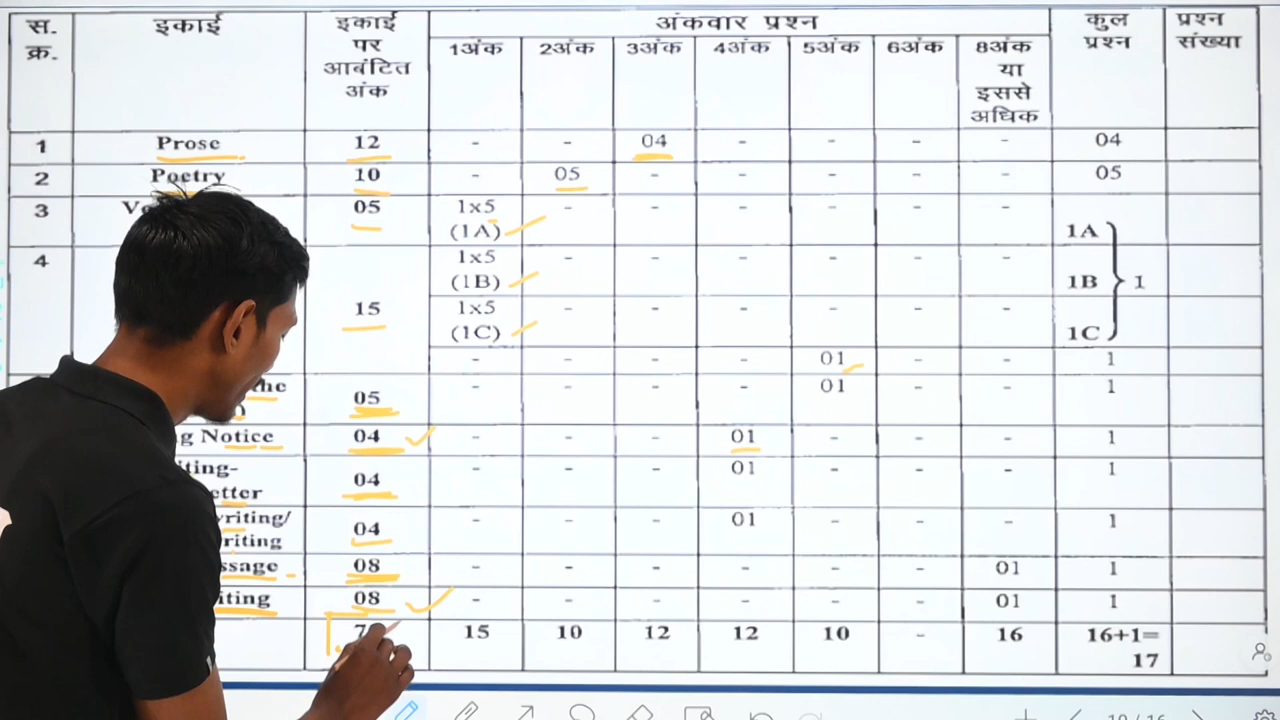 स. क्र. इकाई इकाई पर आबंटित अंक अंकवार प्रश्न कुल प्रश्न प्रश्न संख्या
1अंक 2अंक 3अंक 4अंक 5अंक 6अंक 8अंक या इससे अधिक
1 Prose 12 - - 04 - - - - 04
2 Poetry 10 - 05 - - - - - 05
3 05 1x5 (1A) - - - - - - 1A
4 15 1x5 (1B) - - - - - - 1B 1
1x5 (1C) - - - - - - 1C
- - - - 01 - - 1
05 - - - - 01 - - 1
Notice 04 - - - 01 - - - 1
04 - - - 01 - - - 1
04 - - - 01 - - - 1
08 - - - - - - 01 1
08 - - - - - - 01 1
15 10 12 12 10 - 16 16+1= 17